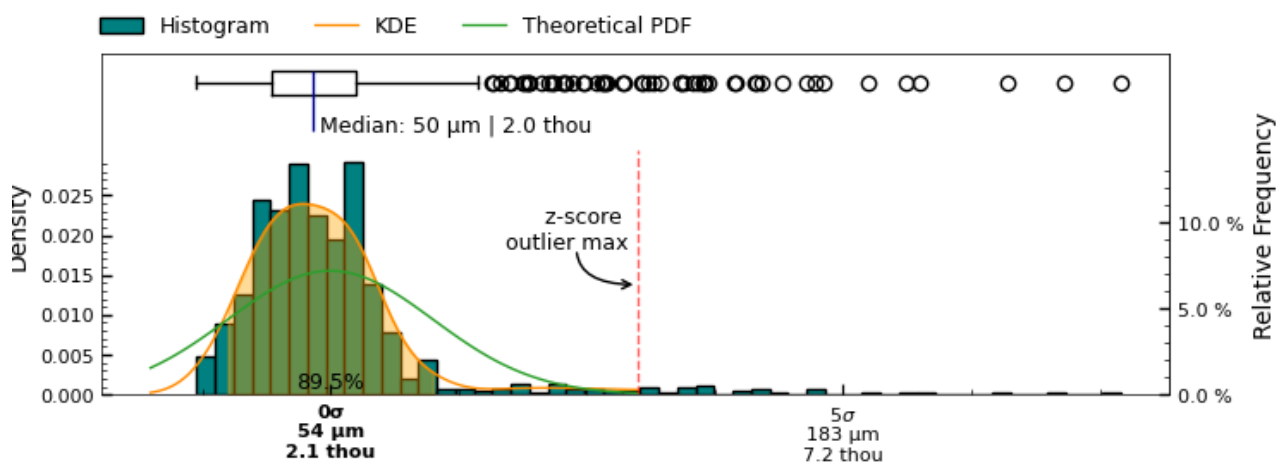 Histogram KDE Theoretical PDF
Median: 50 µm | 2.0 thou
Density
0.025
0.020
0.015
0.010
0.005
0.000
z-score
outlier max
89.5%
10.0 %
5.0 %
0.0 %
Relative Frequency
0σ
54 µm
2.1 thou
5σ
183 µm
7.2 thou